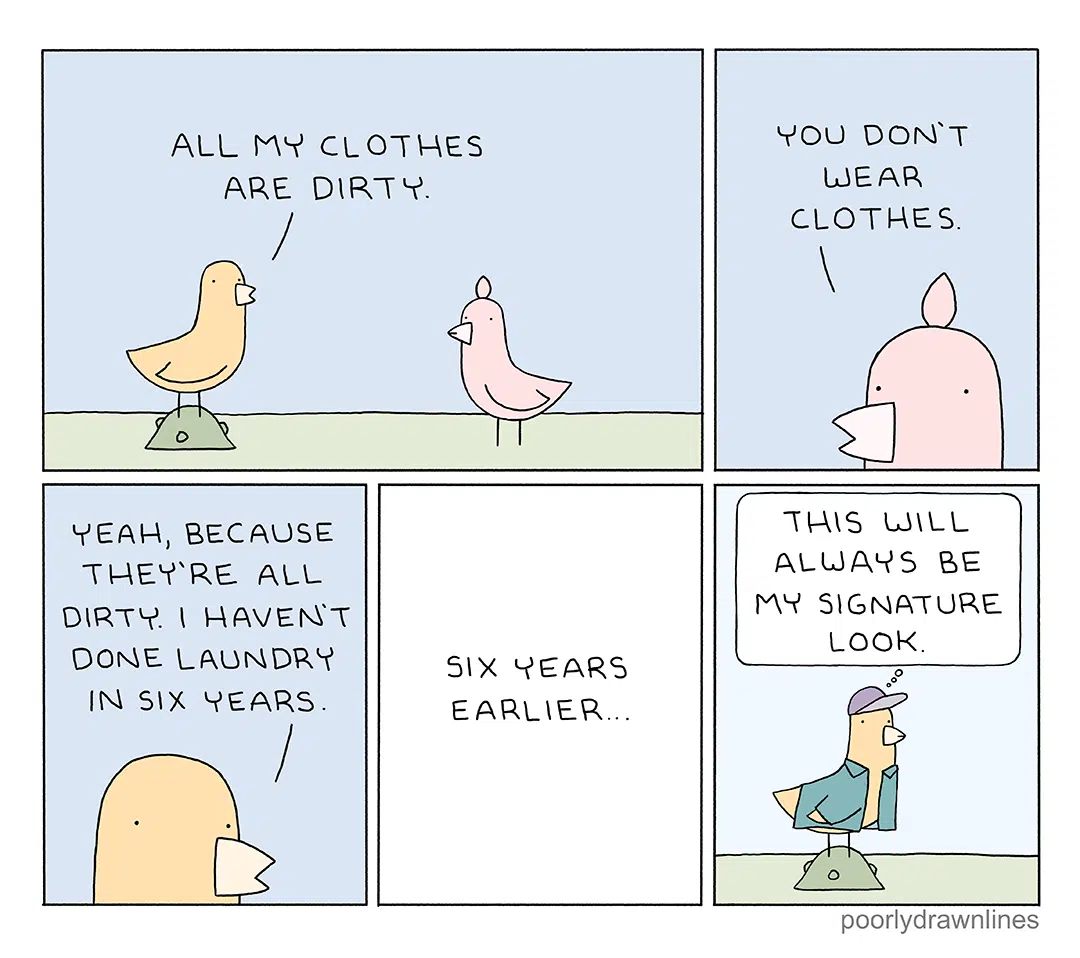 ALL MY CLOTHES
ARE DIRTY.
YOU DON'T
WEAR
CLOTHES.
YEAH, BECAUSE
THEY'RE ALL
DIRTY. I HAVEN'T
DONE LAUNDRY
IN SIX YEARS.
SIX YEARS
EARLIER...
THIS WILL
ALWAYS BE
MY SIGNATURE
LOOK.
poorlydrawnlines